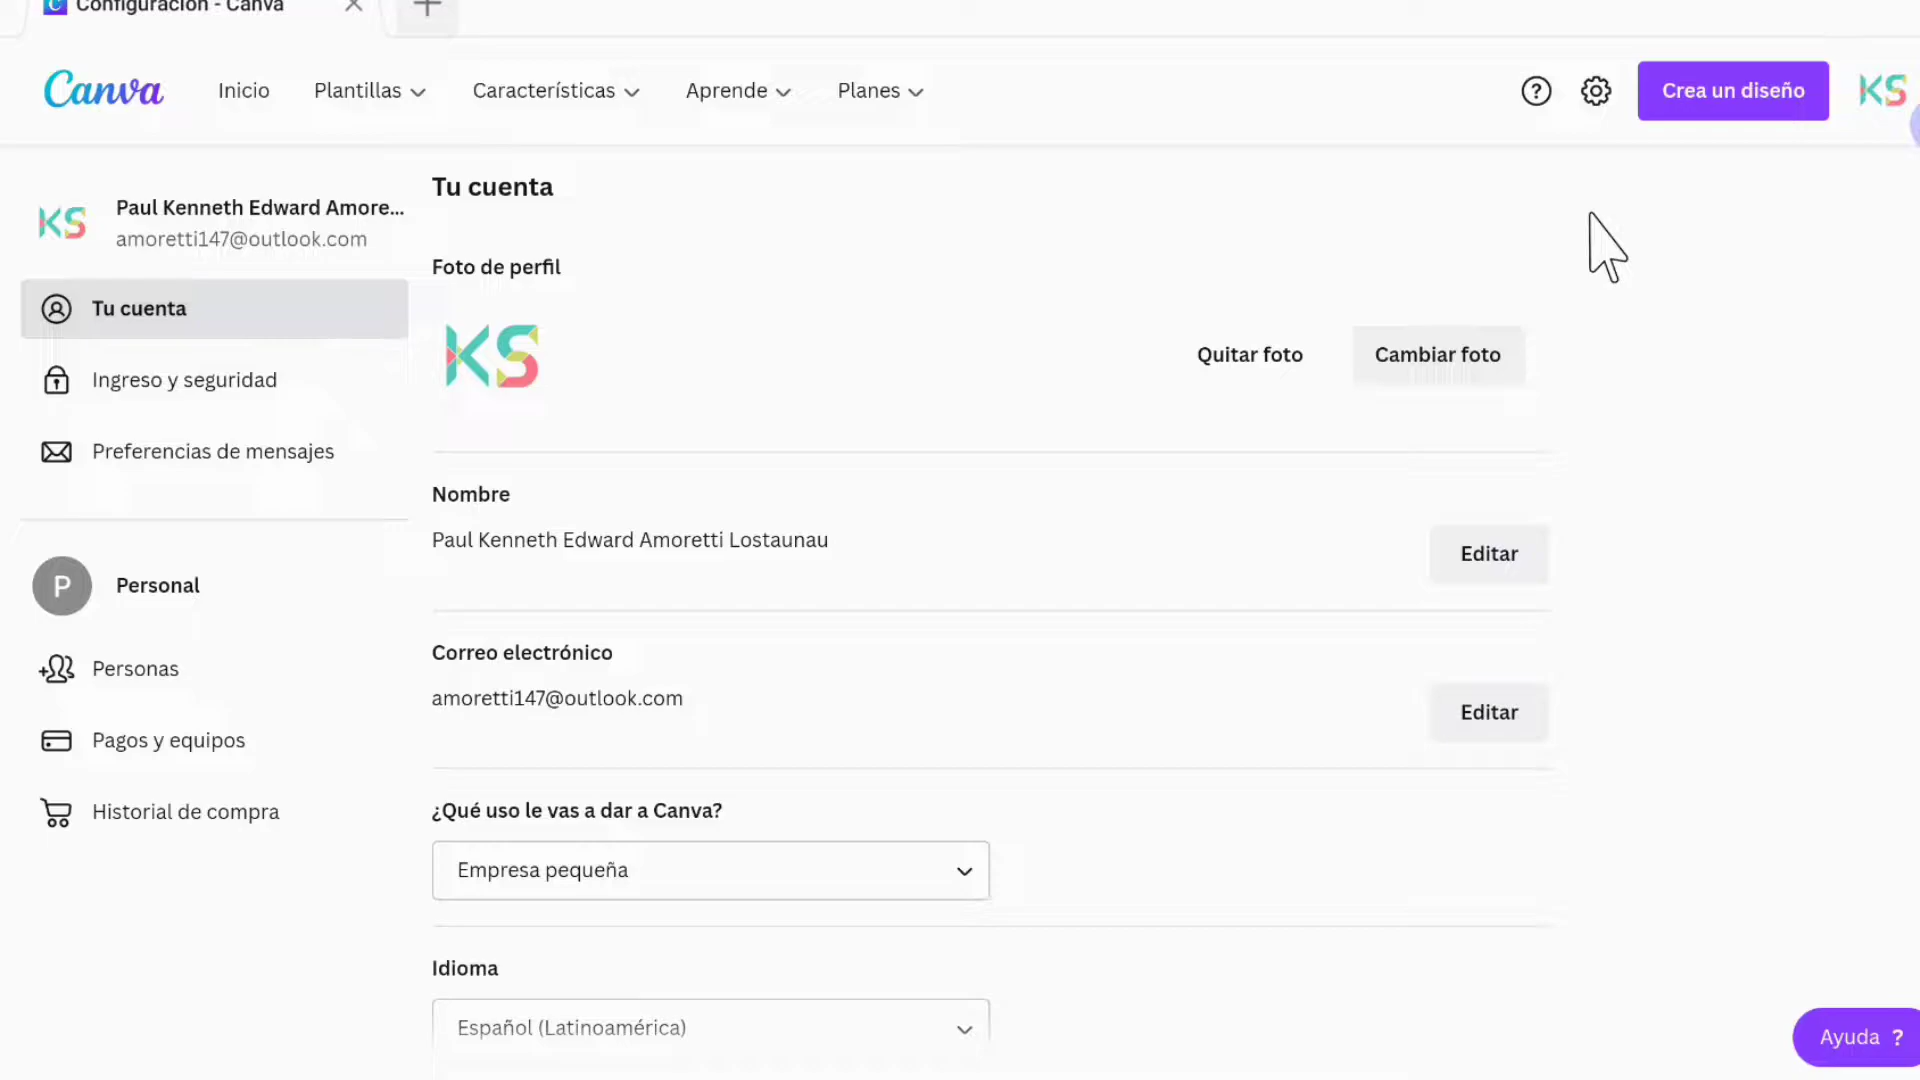 Configuración - Canva
Canva
Inicio
Plantillas
Características
Aprende
Planes
?
Crea un diseño
KS
KS
Paul Kenneth Edward Amore...
amoretti147@outlook.com
Tu cuenta
Ingreso y seguridad
Preferencias de mensajes
P
Personal
Personas
Pagos y equipos
Historial de compra
Tu cuenta
Foto de perfil
KS
Quitar foto
Cambiar foto
Nombre
Paul Kenneth Edward Amoretti Lostaunau
Editar
Correo electrónico
amoretti147@outlook.com
Editar
¿Qué uso le vas a dar a Canva?
Empresa pequeña
Idioma
Español (Latinoamérica)
Ayuda ?